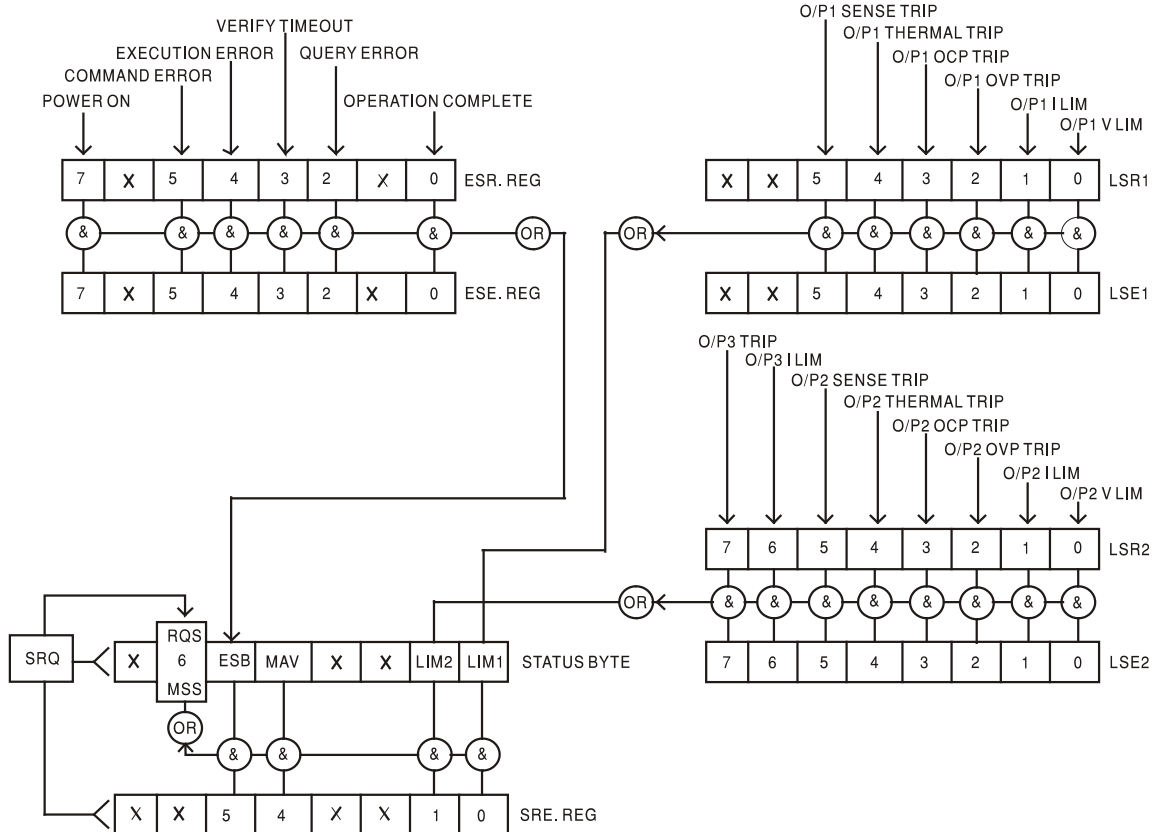 VERIFY TIMEOUT
EXECUTION ERROR QUERY ERROR
COMMAND ERROR
POWER ON OPERATION COMPLETE
7 X 5 4 3 2 X 0 ESR. REG
& & & & & & OR
7 X 5 4 3 2 X 0 ESE. REG
O/P1 SENSE TRIP
O/P1 THERMAL TRIP
O/P1 OCP TRIP
O/P1 OVP TRIP
O/P1 I LIM
O/P1 V LIM
X X 5 4 3 2 1 0 LSR1
OR & & & & & &
X X 5 4 3 2 1 0 LSE1
O/P3 TRIP
O/P3 I LIM
O/P2 SENSE TRIP
O/P2 THERMAL TRIP
O/P2 OCP TRIP
O/P2 OVP TRIP
O/P2 I LIM
O/P2 V LIM
7 6 5 4 3 2 1 0 LSR2
OR & & & & & & & &
7 6 5 4 3 2 1 0 LSE2
SRQ
X RQS 6 MSS ESB MAV X X LIM2 LIM1 STATUS BYTE
OR
& & & &
X X 5 4 X X 1 0 SRE. REG